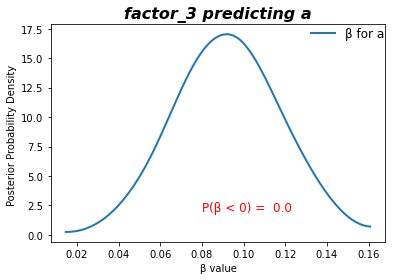 factor_3 predicting a
β for a
17.5
15.0
12.5
10.0
7.5
5.0
2.5
0.0
Posterior Probability Density
P(β < 0) =  0.0
0.02 0.04 0.06 0.08 0.10 0.12 0.14 0.16
β value